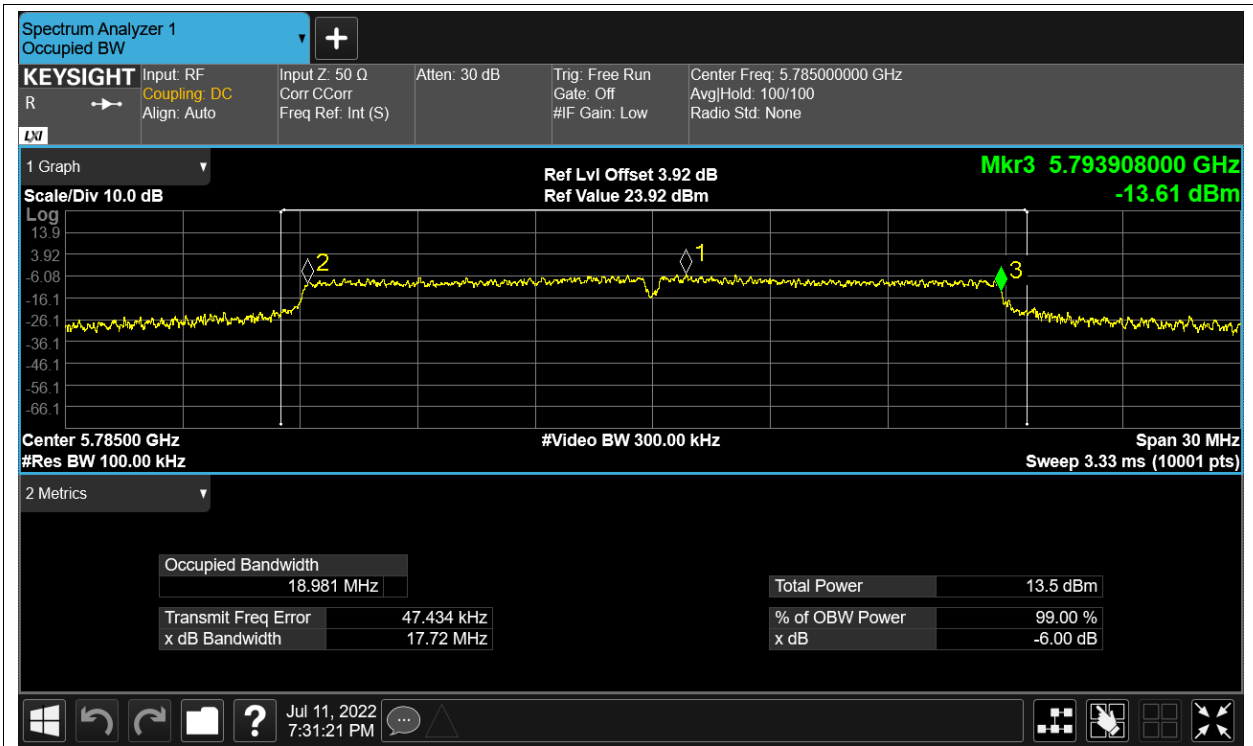 Spectrum Analyzer 1
Occupied BW
KEYSIGHT
R
LXI
Input: RF
Coupling: DC
Align: Auto
Input Z: 50 Ω
Corr CCorr
Freq Ref: Int (S)
Atten: 30 dB
Trig: Free Run
Gate: Off
#IF Gain: Low
Center Freq: 5.785000000 GHz
Avg|Hold: 100/100
Radio Std: None
1 Graph
Scale/Div 10.0 dB
Ref Lvl Offset 3.92 dB
Ref Value 23.92 dBm
Mkr3 5.793908000 GHz
-13.61 dBm
Log
13.9
3.92
-6.08
-16.1
-26.1
-36.1
-46.1
-56.1
-66.1
2
1
3
Center 5.78500 GHz
#Res BW 100.00 kHz
#Video BW 300.00 kHz
Span 30 MHz
Sweep 3.33 ms (10001 pts)
2 Metrics
Occupied Bandwidth
18.981 MHz
Transmit Freq Error 47.434 kHz
x dB Bandwidth 17.72 MHz
Total Power 13.5 dBm
% of OBW Power 99.00 %
x dB -6.00 dB
?
Jul 11, 2022
7:31:21 PM